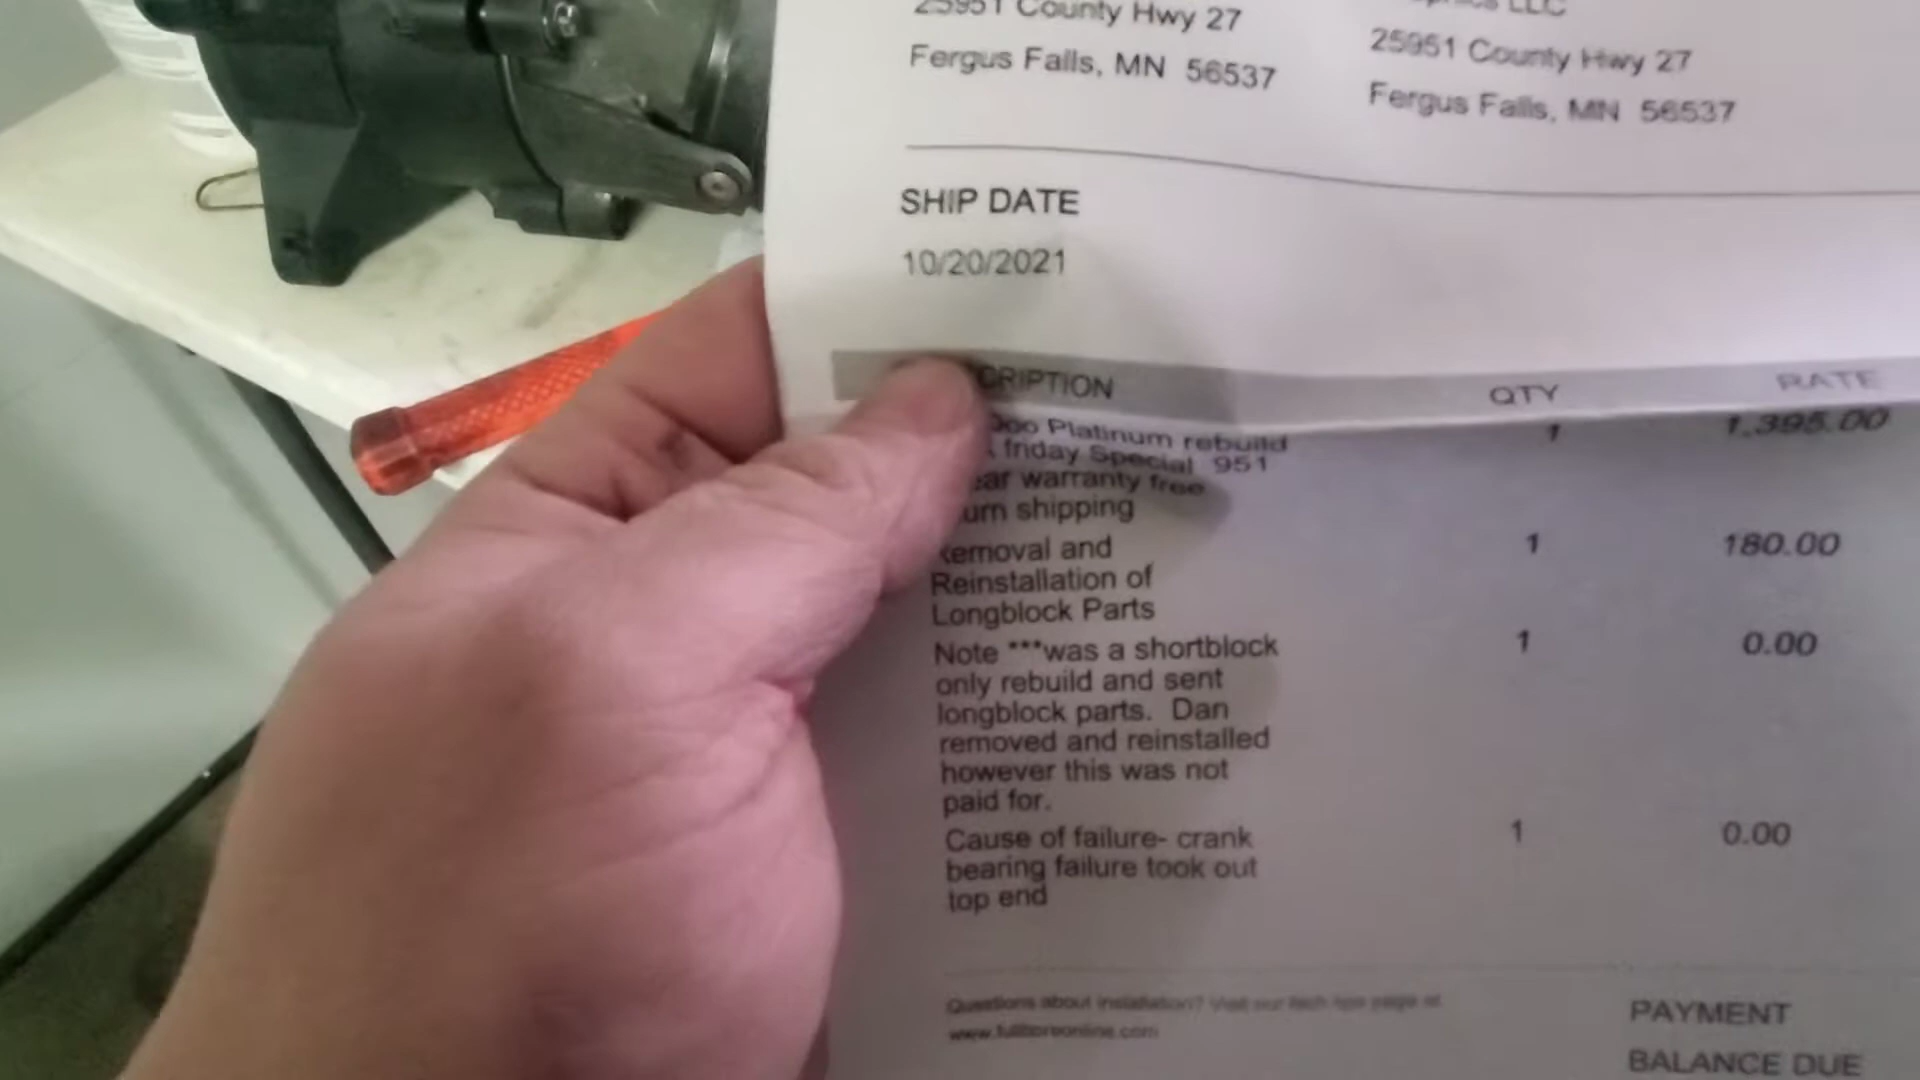 25951 County Hwy 27
Fergus Falls, MN 56537
LLC
25951 County Hwy 27
Fergus Falls, MN 56537
SHIP DATE
10/20/2021
CRIPTION QTY RATE
Doo Platinum rebuild 1 1,395.00
friday Special 951
ear warranty free
urn shipping
Removal and 1 180.00
Reinstallation of
Longblock Parts
Note ***was a shortblock 1 0.00
only rebuild and sent
longblock parts. Dan
removed and reinstalled
however this was not
paid for.
Cause of failure- crank 1 0.00
bearing failure took out
top end
Questions about installation? Visit our tech tips page at
www.fullboreonline.com
PAYMENT
BALANCE DUE